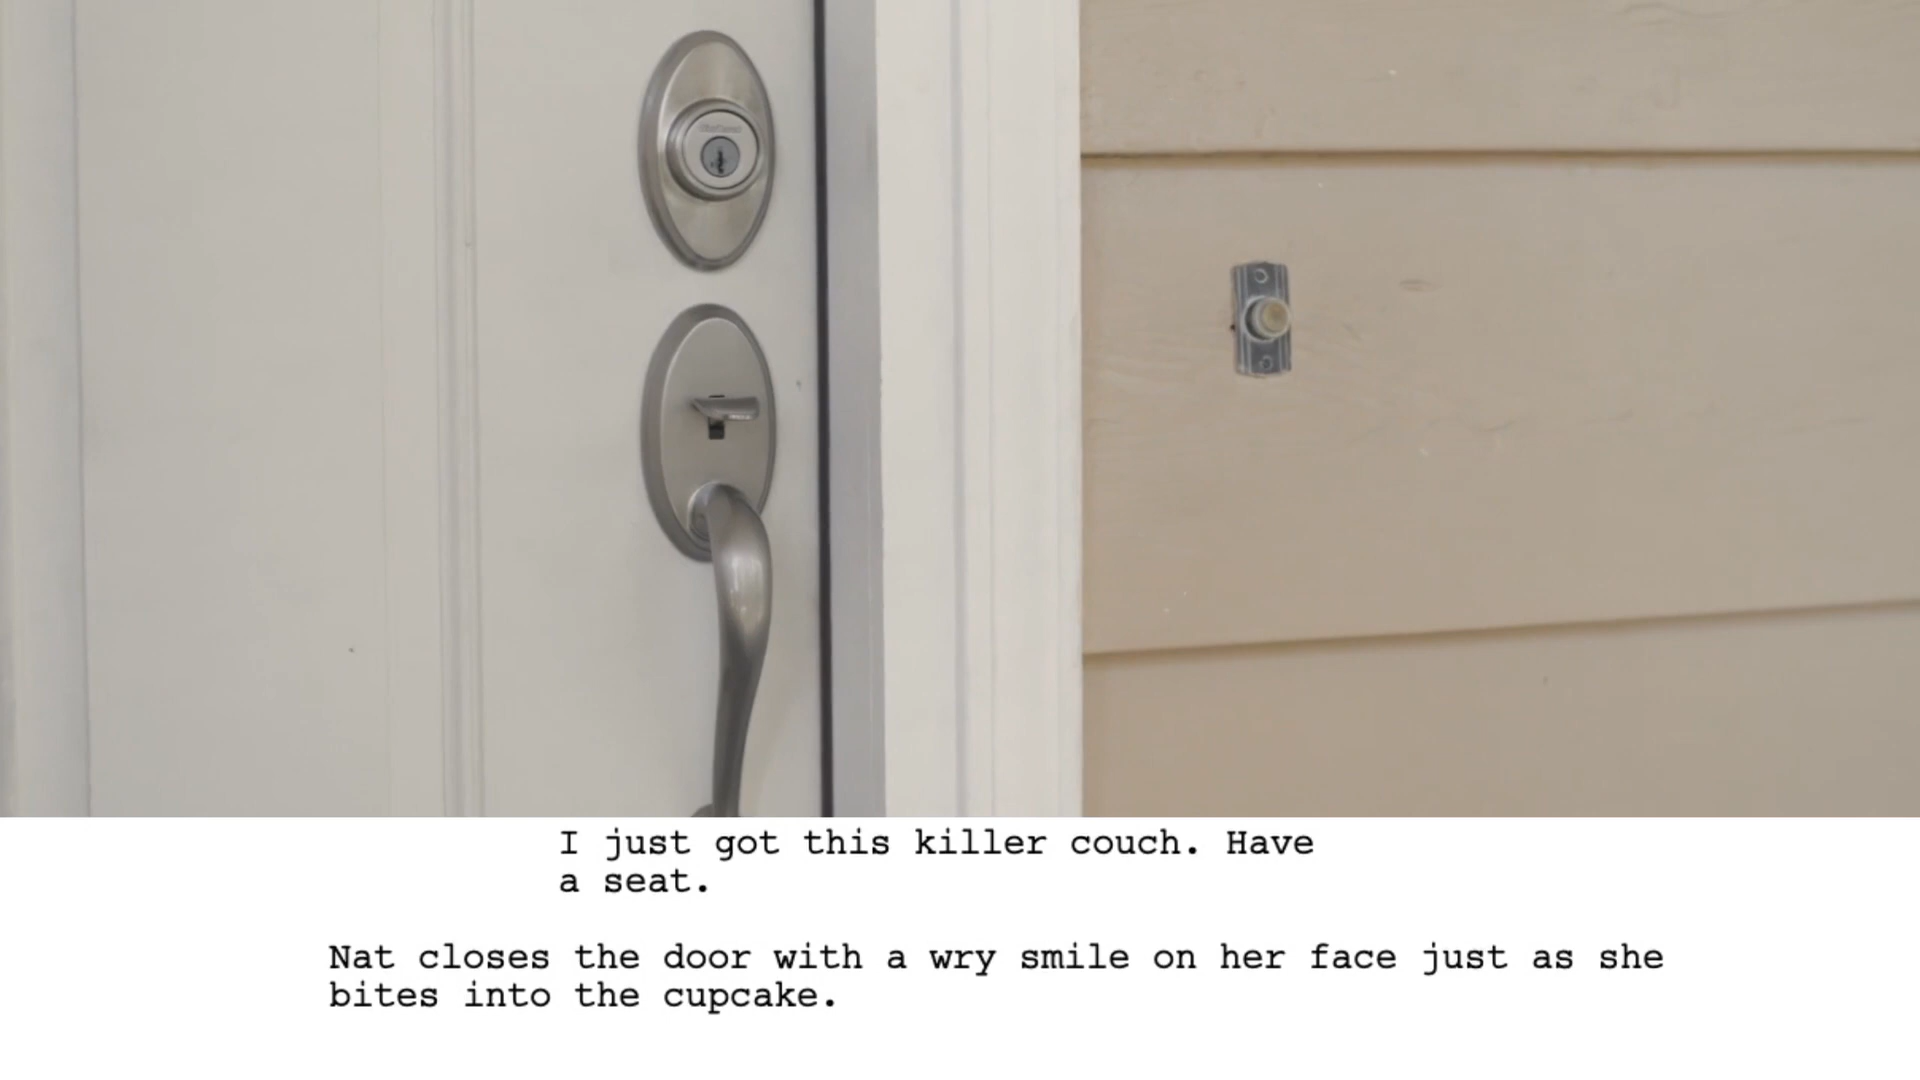 I just got this killer couch. Have
a seat.
Nat closes the door with a wry smile on her face just as she
bites into the cupcake.